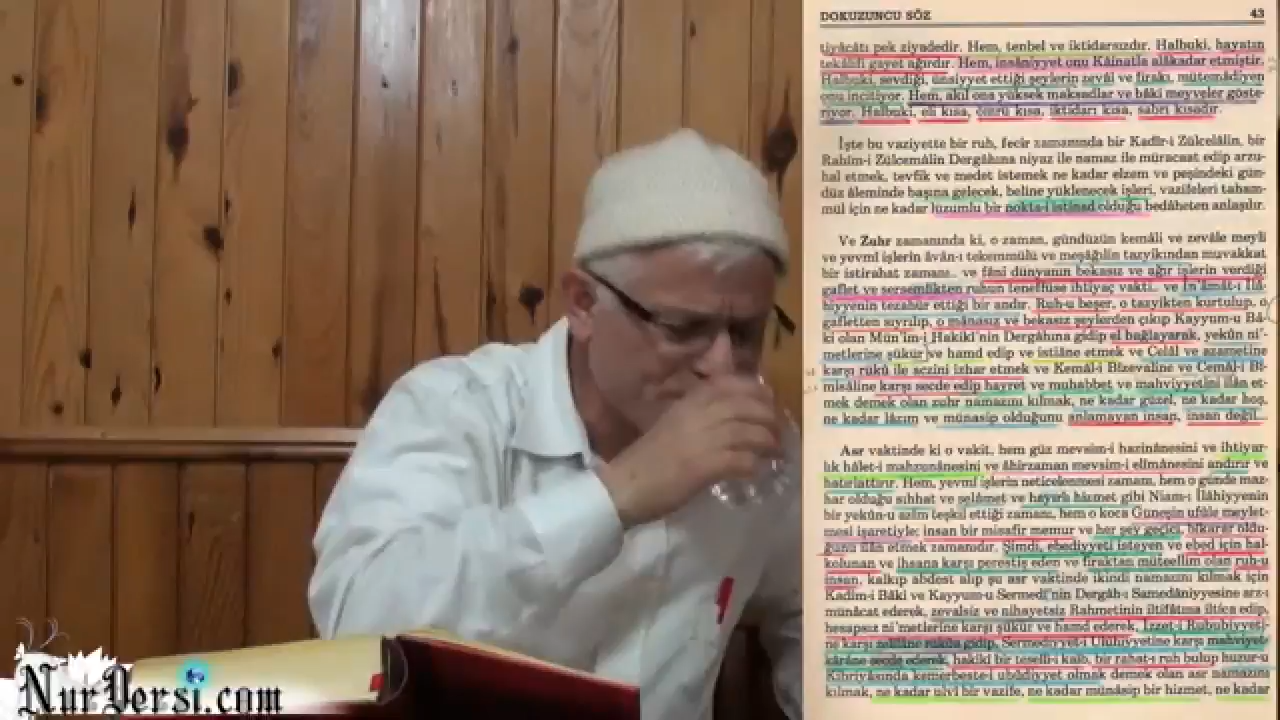 DOKUZUNCU SÖZ 43
tiyâcâtı pek ziyadedir. Hem, tenbel ve iktidarsızdır. Halbuki, hayatın
tekâlifi gayet ağırdır. Hem, insâniyyet onu Kâinatla alâkadar etmiştir.
Halbuki, sevdiği, ünsiyyet ettiği şeylerin zevâl ve firakı, mütemâdiyen
onu incitiyor. Hem, akıl ona yüksek maksadlar ve bâki meyveler göste-
riyor. Halbuki, eli kısa, ömrü kısa, iktidarı kısa, sabrı kısadır.
İşte bu vaziyette bir ruh, fecir zamanında bir Kadîr-i Zülcelâlin, bir
Rahîm-i Zülcemâlin Dergâhına niyaz ile namaz ile müracaat edip arzu-
hal etmek, tevfik ve medet istemek ne kadar elzem ve peşindeki gün-
düz âleminde başına gelecek, beline yüklenecek işleri, vazifeleri taham-
mül için ne kadar lüzumlu bir nokta-i istinad olduğu bedâheten anlaşılır.
Ve Zuhr zamanında ki, o zaman, gündüzün kemâli ve zevâle meyli
ve yevmî işlerin âvân-ı tekemmülü ve meşâğilin tazyikından muvakkat
bir istirahat zamanı.. ve fâni dünyanın bekasız ve ağır işlerin verdiği
gaflet ve sersemlikten ruhun teneffüse ihtiyaç vakti.. ve İn'âmât-ı İlâ-
hiyyenin tezahür ettiği bir andır. Ruh-u beşer, o tazyikten kurtulup, o
gafletten sıyrılıp, o mânâsız ve bekasız şeylerden çıkıp Kayyum-u Bâ-
ki olan Mün'im-i Hakikî'nin Dergâhına gidip el bağlayarak, yekûn ni'-
metlerine şükür ve hamd edip ve istiâne etmek ve Celâl ve azametine
karşı rükû ile aczini izhar etmek ve Kemâl-i Bîzevaline ve Cemâl-i Bî-
misâline karşı secde edip hayret ve muhabbet ve mahviyyetini ilân et-
mek demek olan zuhr namazını kılmak, ne kadar güzel, ne kadar hoş,
ne kadar lâzım ve münasip olduğunu anlamayan insan, insan değil...
Asr vaktinde ki o vakit, hem güz mevsim-i hazinânesini ve ihtiyar-
lık hâlet-i mahzunânesini ve âhirzaman mevsim-i elîmânesini andırır ve
hatırlattırır. Hem, yevmî işlerin neticelenmesi zamanı, hem o günde maz-
har olduğu sıhhat ve selâmet ve hayırlı hizmet gibi Niam-ı İlâhiyyenin
bir yekûn-u azîm teşkil ettiği zamanı, hem o koca Güneşin ufûle meylet-
mesi işaretiyle; insan bir misafir memur ve her şey geçici, bîkarar oldu-
ğunu ilân etmek zamanıdır. Şimdi, ebediyyeti isteyen ve ebed için hal-
kolunan ve ihsana karşı perestiş eden ve firaktan müteellim olan ruh-u
insan, kalkıp abdest alıp şu asr vaktinde ikindi namazını kılmak için
Kadîm-i Bâki ve Kayyum-u Sermedî'nin Dergâh-ı Samedâniyyesine arz-ı
münâcat ederek, zevalsiz ve nihayetsiz Rahmetinin iltifâtına iltica edip,
hesapsız ni'metlerine karşı şükür ve hamd ederek, İzzet-i Rububiyyeti-
ne karşı zelilâne rükûa gidip, Sermediyyet-i Uluhiyyetine karşı mahviyet-
kârâne secde ederek, hakikî bir teselli-i kalb, bir rahat-ı ruh bulup huzur-u
Kibriyâsında kemerbeste-i ubûdiyyet olmak demek olan asr namazını
kılmak, ne kadar ulvî bir vazife, ne kadar münâsip bir hizmet, ne kadar
NurDersi.com